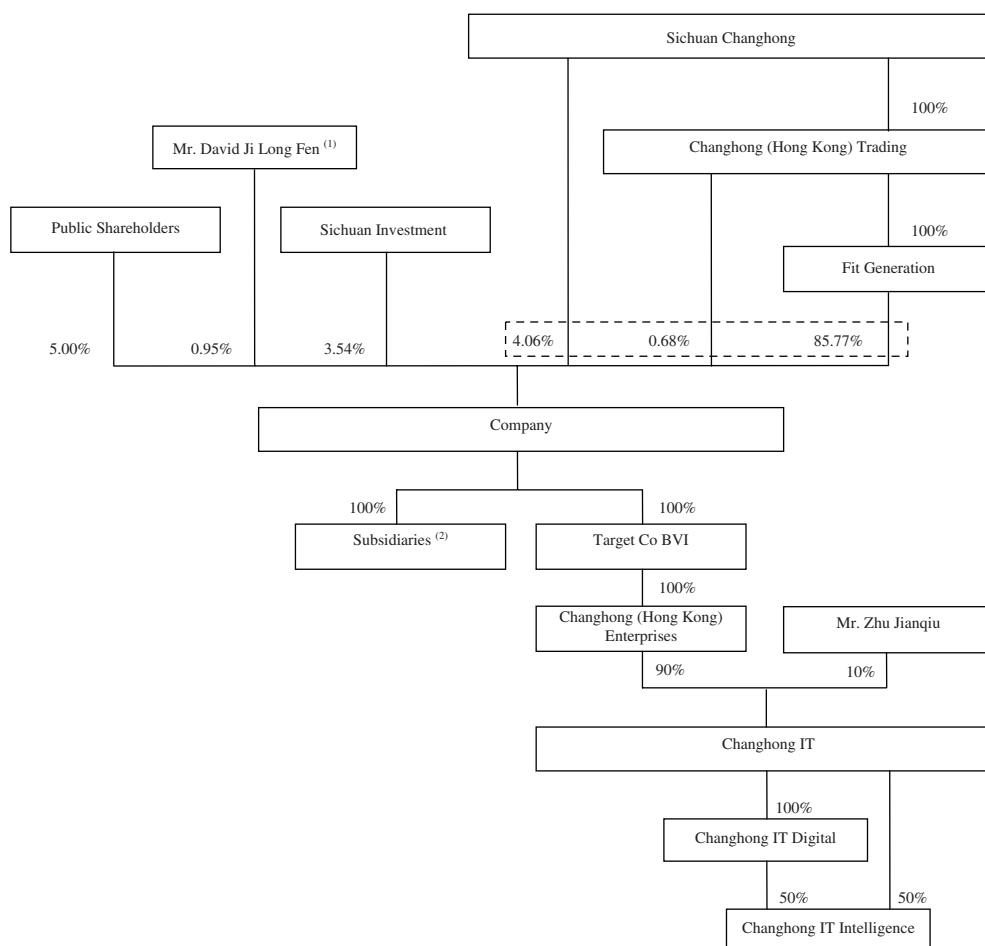 Sichuan Changhong
100%
Mr. David Ji Long Fen (1)
Changhong (Hong Kong) Trading
Public Shareholders
Sichuan Investment
100%
Fit Generation
5.00%
0.95%
3.54%
4.06%
0.68%
85.77%
Company
100%
100%
Subsidiaries (2)
Target Co BVI
100%
Changhong (Hong Kong)
Enterprises
Mr. Zhu Jianqiu
90%
10%
Changhong IT
100%
Changhong IT Digital
50%
50%
Changhong IT Intelligence